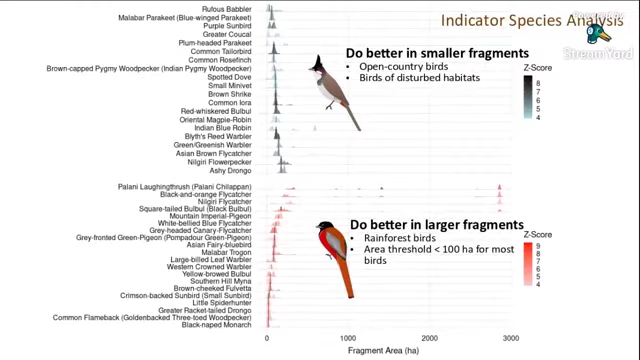 Indicator Species Analysis
Powered by
StreamYard
Rufous Babbler
Malabar Parakeet (Blue-winged Parakeet)
Purple Sunbird
Greater Coucal
Plum-headed Parakeet
Common Tailorbird
Common Rosefinch
Brown-capped Pygmy Woodpecker (Indian Pygmy Woodpecker)
Spotted Dove
Small Minivet
Brown Shrike
Common Iora
Red-whiskered Bulbul
Oriental Magpie-Robin
Indian Blue Robin
Blyth's Reed Warbler
Green/Greenish Warbler
Asian Brown Flycatcher
Nilgiri Flowerpecker
Ashy Drongo
Do better in smaller fragments
• Open-country birds
• Birds of disturbed habitats
Z-Score
8
7
6
5
4
Palani Laughingthrush (Palani Chilappan)
Black-and-orange Flycatcher
Nilgiri Flycatcher
Square-tailed Bulbul (Black Bulbul)
Mountain Imperial-Pigeon
White-bellied Blue Flycatcher
Grey-headed Canary-Flycatcher
Grey-fronted Green-Pigeon (Pompadour Green-Pigeon)
Asian Fairy-bluebird
Malabar Trogon
Large-billed Leaf Warbler
Western Crowned Warbler
Yellow-browed Bulbul
Southern Hill Myna
Brown-cheeked Fulvetta
Crimson-backed Sunbird (Small Sunbird)
Little Spiderhunter
Greater Racket-tailed Drongo
Common Flameback (Goldenbacked Three-toed Woodpecker)
Black-naped Monarch
Do better in larger fragments
• Rainforest birds
• Area threshold < 100 ha for most
birds
Z-Score
9
8
7
6
5
4
0
1000
2000
3000
Fragment Area (ha)